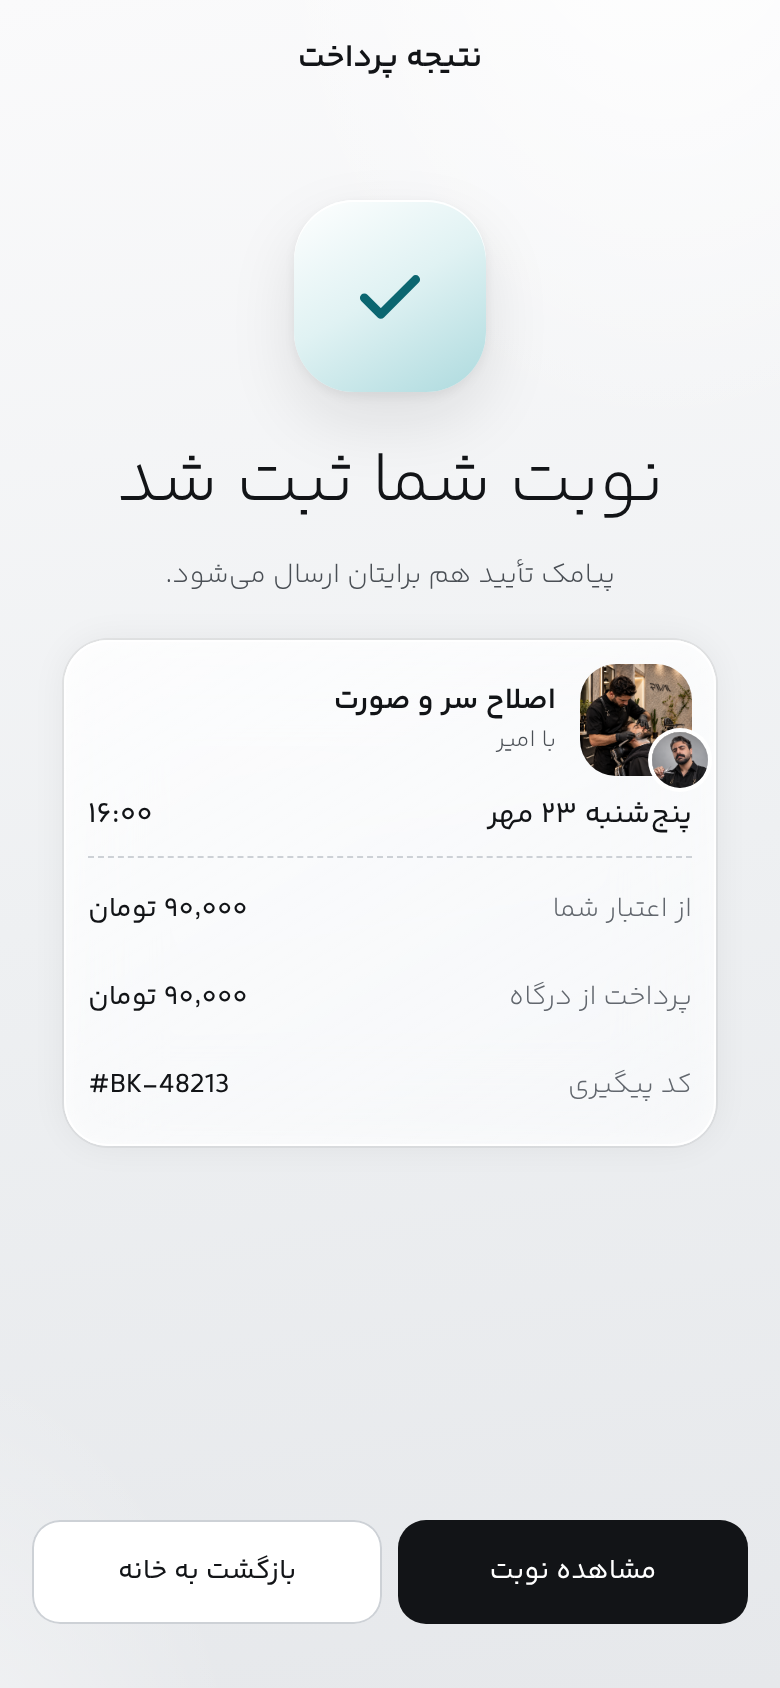 نتیجه پرداخت
نوبت شما ثبت شد
پیامک تأیید هم برایتان ارسال می‌شود.
اصلاح سر و صورت
با امیر
پنج‌شنبه ۲۳ مهر ۱۶:۰۰
از اعتبار شما ۹۰,۰۰۰ تومان
پرداخت از درگاه ۹۰,۰۰۰ تومان
کد پیگیری #BK-48213
مشاهده نوبت بازگشت به خانه